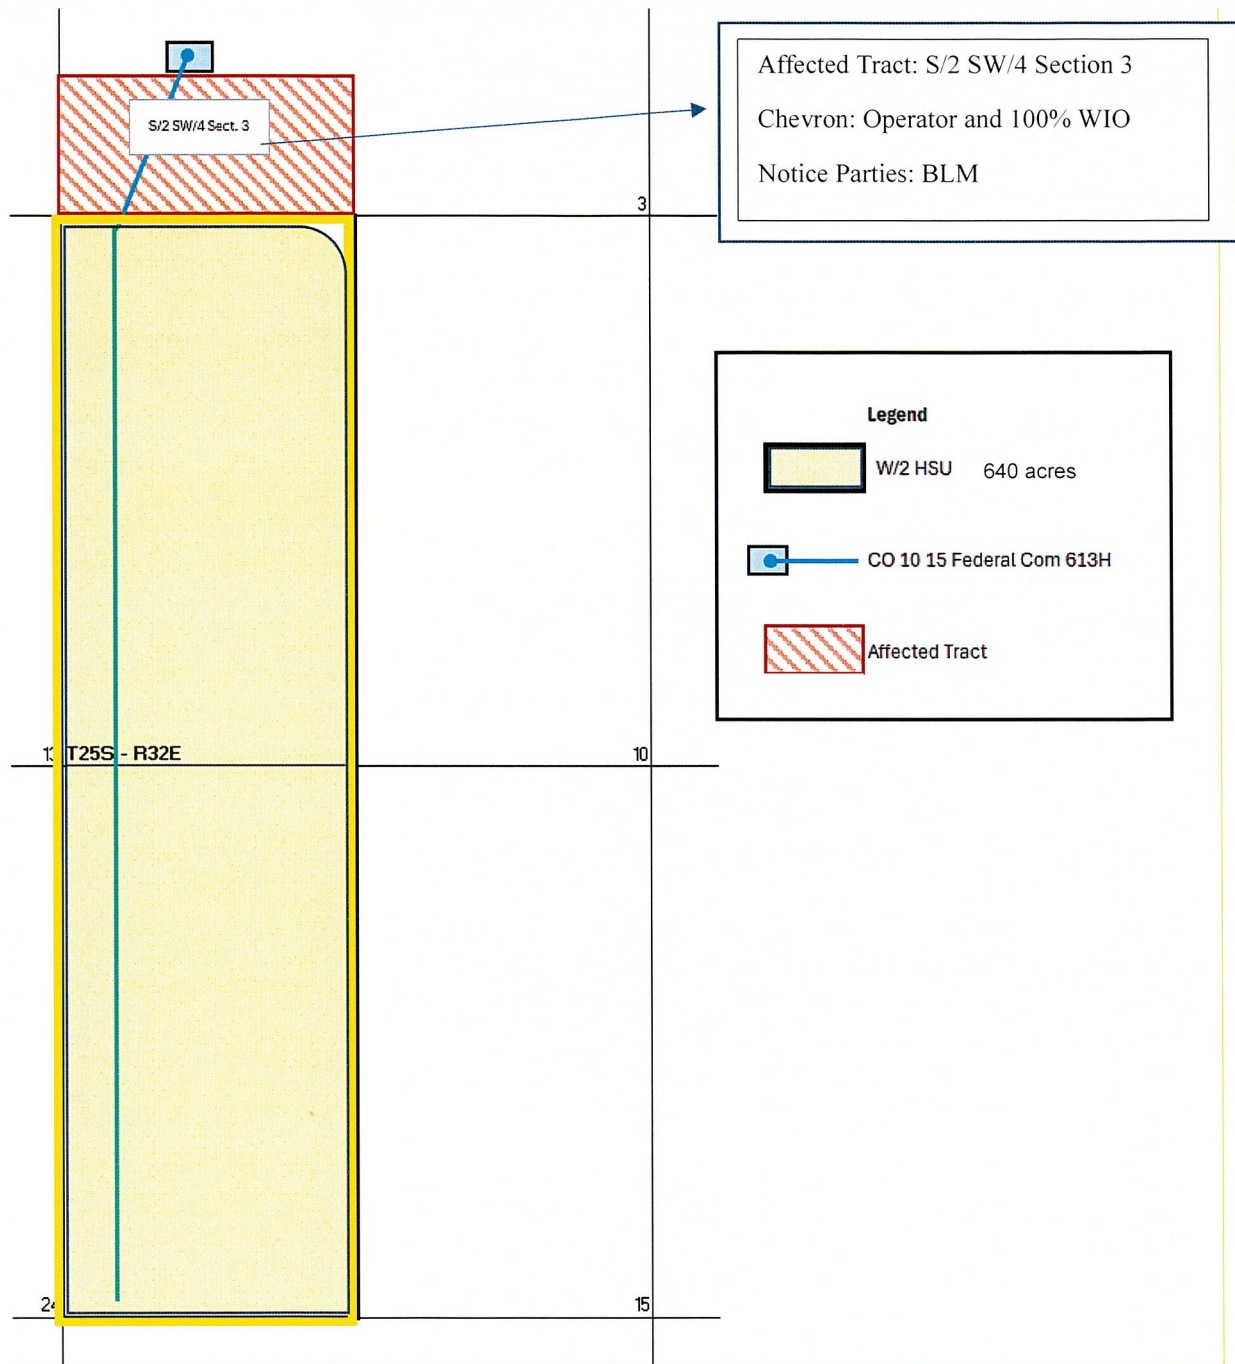 Affected Tract: S/2 SW/4 Section 3
Chevron: Operator and 100% WIO
Notice Parties: BLM
S/2 SW/4 Sect. 3
3
Legend
W/2 HSU 640 acres
CO 10 15 Federal Com 613H
Affected Tract
13 T25S - R32E
10
24
15